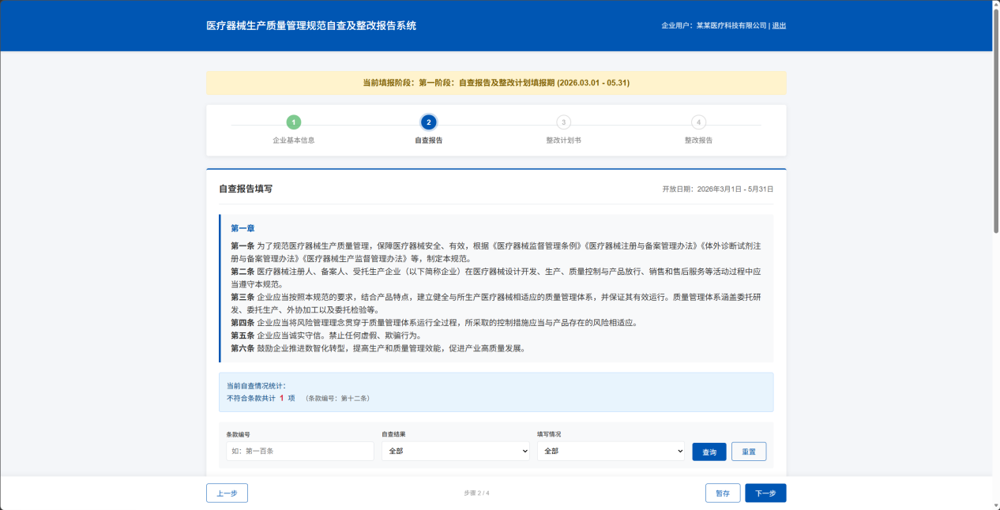 医疗器械生产质量管理规范自查及整改报告系统
企业用户：某某医疗科技有限公司 | 退出
当前填报阶段：第一阶段：自查报告及整改计划填报期 (2026.03.01 - 05.31)
1
2
3
4
企业基本信息
自查报告
整改计划书
整改报告
自查报告填写
开放日期：2026年3月1日 - 5月31日
第一章
第一条 为了规范医疗器械生产质量管理，保障医疗器械安全、有效，根据《医疗器械监督管理条例》《医疗器械注册与备案管理办法》《体外诊断试剂注
册与备案管理办法》《医疗器械生产监督管理办法》等，制定本规范。
第二条 医疗器械注册人、备案人、受托生产企业（以下简称企业）在医疗器械设计开发、生产、质量控制与产品放行、销售和售后服务等活动过程中应
当遵守本规范。
第三条 企业应当按照本规范的要求，结合产品特点，建立健全与所生产医疗器械相适应的质量管理体系，并保证其有效运行。质量管理体系涵盖委托研
发、委托生产、外协加工以及委托检验等。
第四条 企业应当将风险管理理念贯穿于质量管理体系运行全过程，所采取的控制措施应当与产品存在的风险相适应。
第五条 企业应当诚实守信。禁止任何虚假、欺骗行为。
第六条 鼓励企业推进数智化转型，提高生产和质量管理效能，促进产业高质量发展。
当前自查情况统计：
不符合条款共计 1 项 （条款编号：第十二条）
条款编号
自查结果
填写情况
如：第一百条
全部
全部
查询
重置
上一步
步骤 2 / 4
暂存
下一步